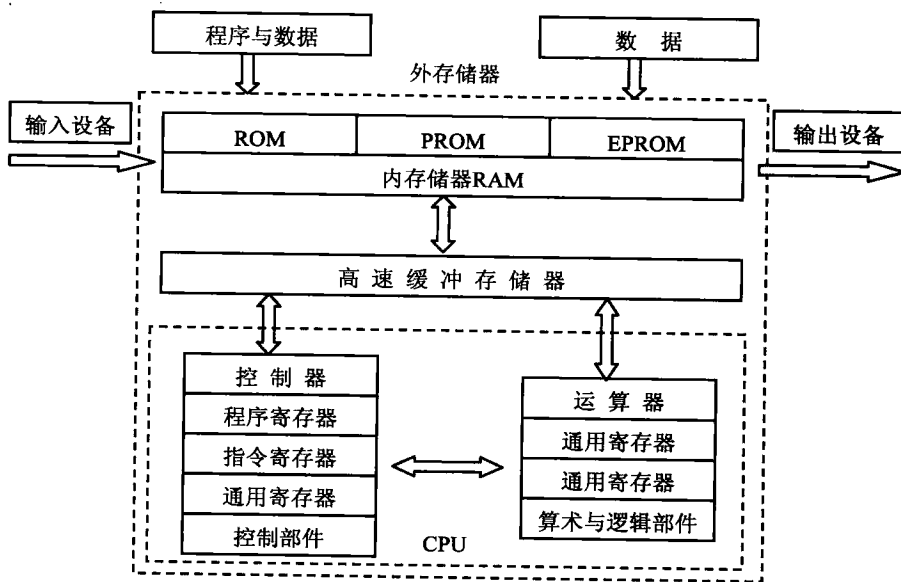 程序与数据
数 据
外存储器
输入设备
输出设备
ROM
PROM
EPROM
内存储器RAM
高 速 缓 冲 存 储 器
控 制 器
程序寄存器
指令寄存器
通用寄存器
控制部件
运 算 器
通用寄存器
通用寄存器
算术与逻辑部件
CPU